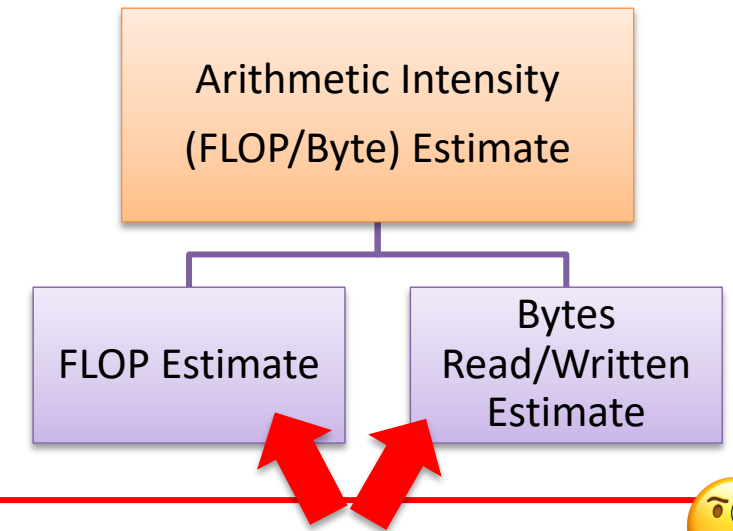 Arithmetic Intensity
(FLOP/Byte) Estimate
FLOP Estimate
Bytes
Read/Written
Estimate